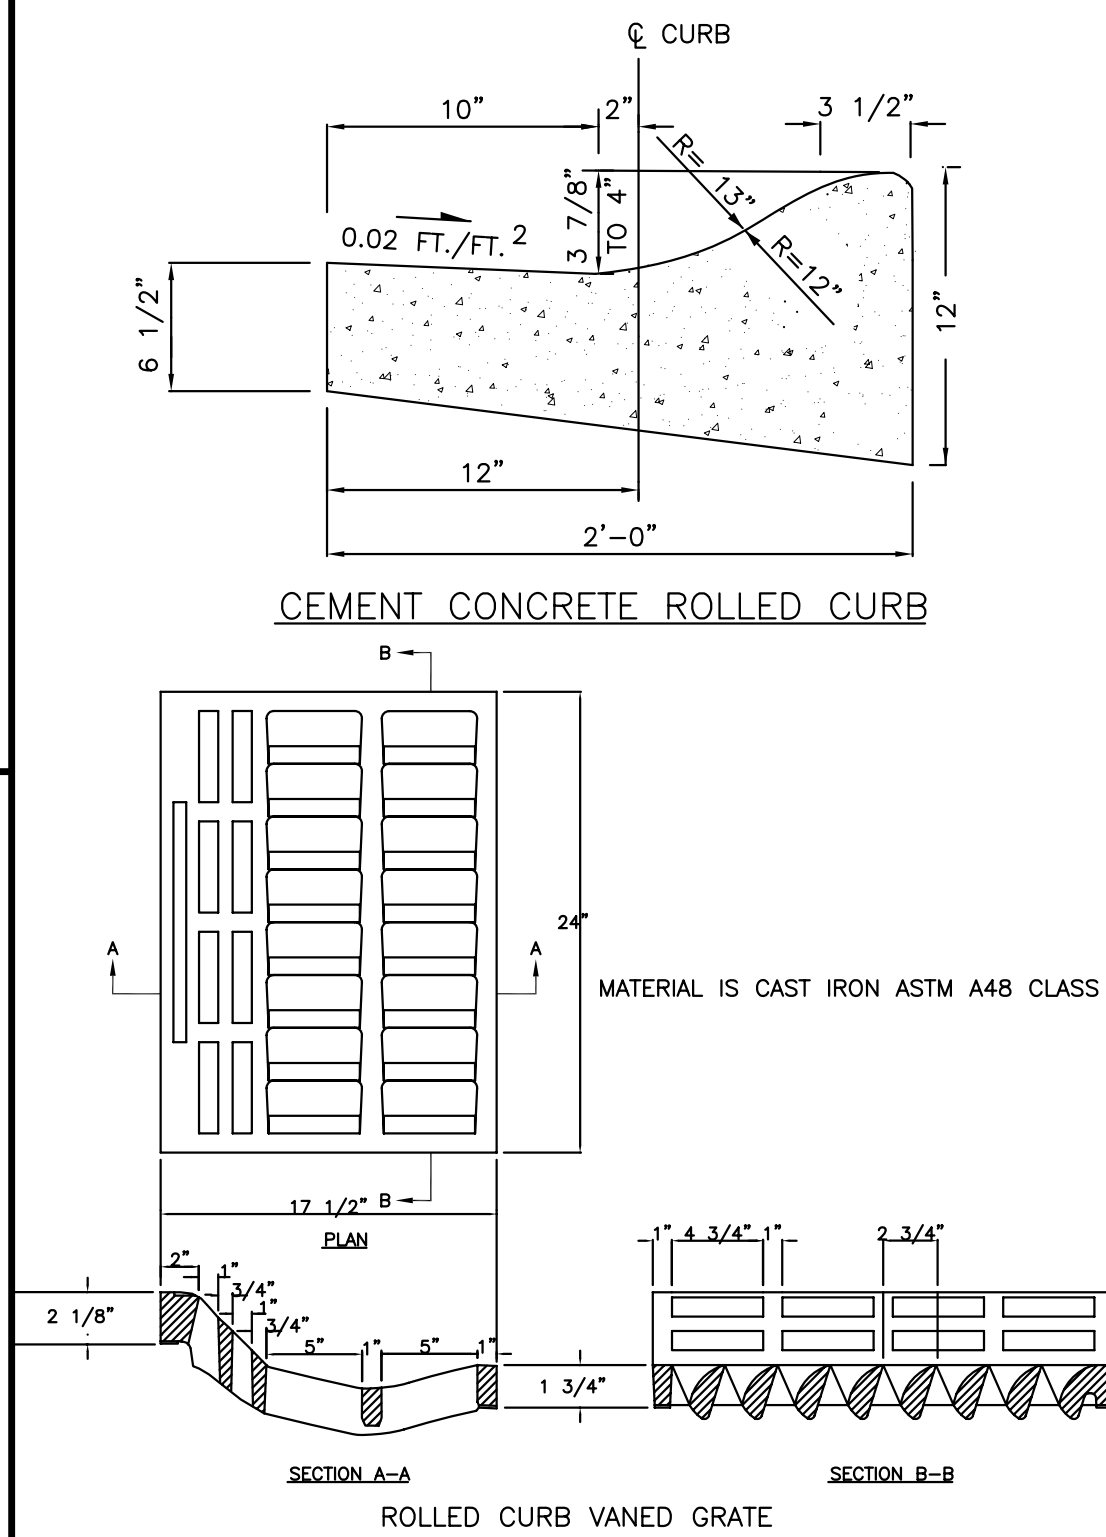 ℄ CURB
10”
2”
3 1/2”
R= 13”
3 7/8”
TO 4”
0.02 FT./FT. 2
R=12”
6 1/2”
12”
12”
2’-0”
CEMENT CONCRETE ROLLED CURB
B
24”
A
A
MATERIAL IS CAST IRON ASTM A48 CLASS
B
17 1/2”
PLAN
2”
1”
3/4”
1”
3/4”
2 1/8”
5”
1”
5”
1”
1”
4 3/4”
1”
2 3/4”
1 3/4”
SECTION A-A
SECTION B-B
ROLLED CURB VANED GRATE